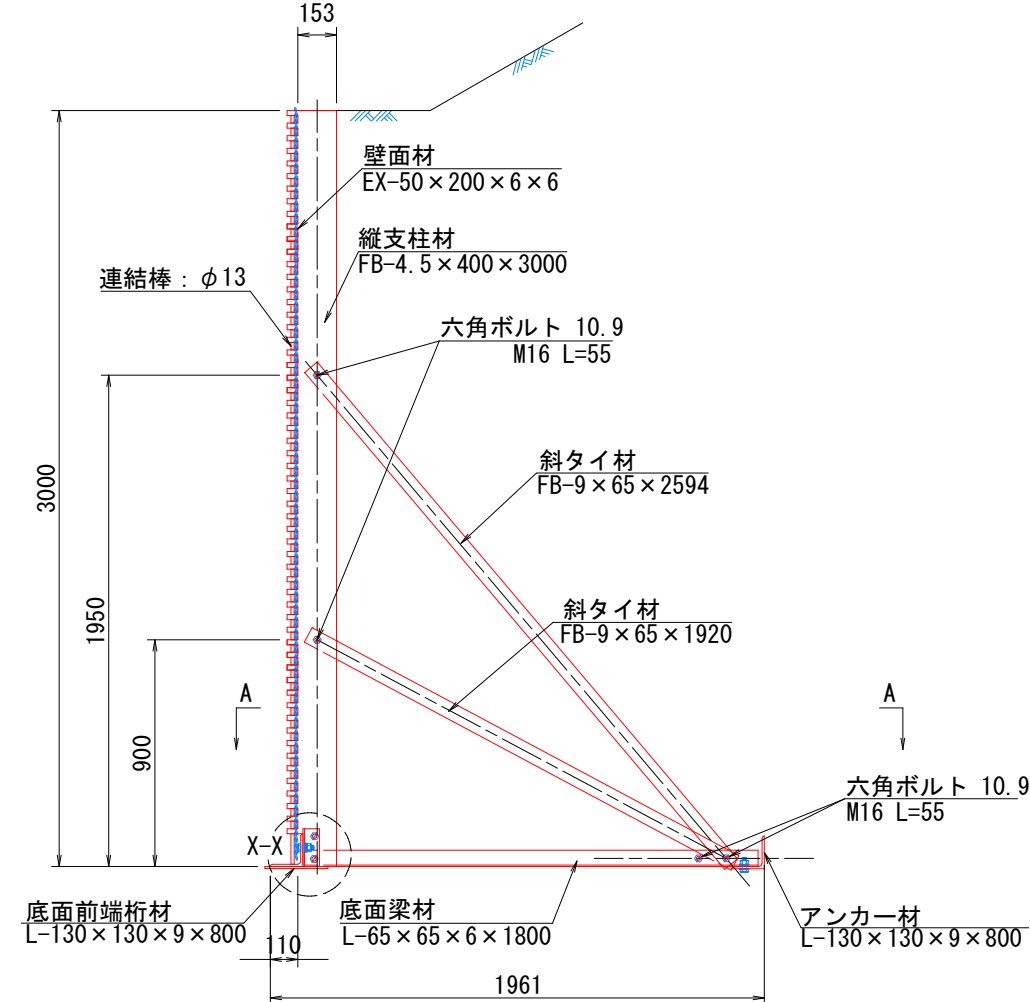 153
壁面材
EX-50×200×6×6
縦支柱材
FB-4.5×400×3000
連結棒：φ13
六角ボルト 10.9
M16 L=55
3000
斜タイ材
FB-9×65×2594
1950
斜タイ材
FB-9×65×1920
A
A
900
六角ボルト 10.9
M16 L=55
X-X
底面前端桁材
L-130×130×9×800
底面梁材
L-65×65×6×1800
アンカー材
L-130×130×9×800
110
1961